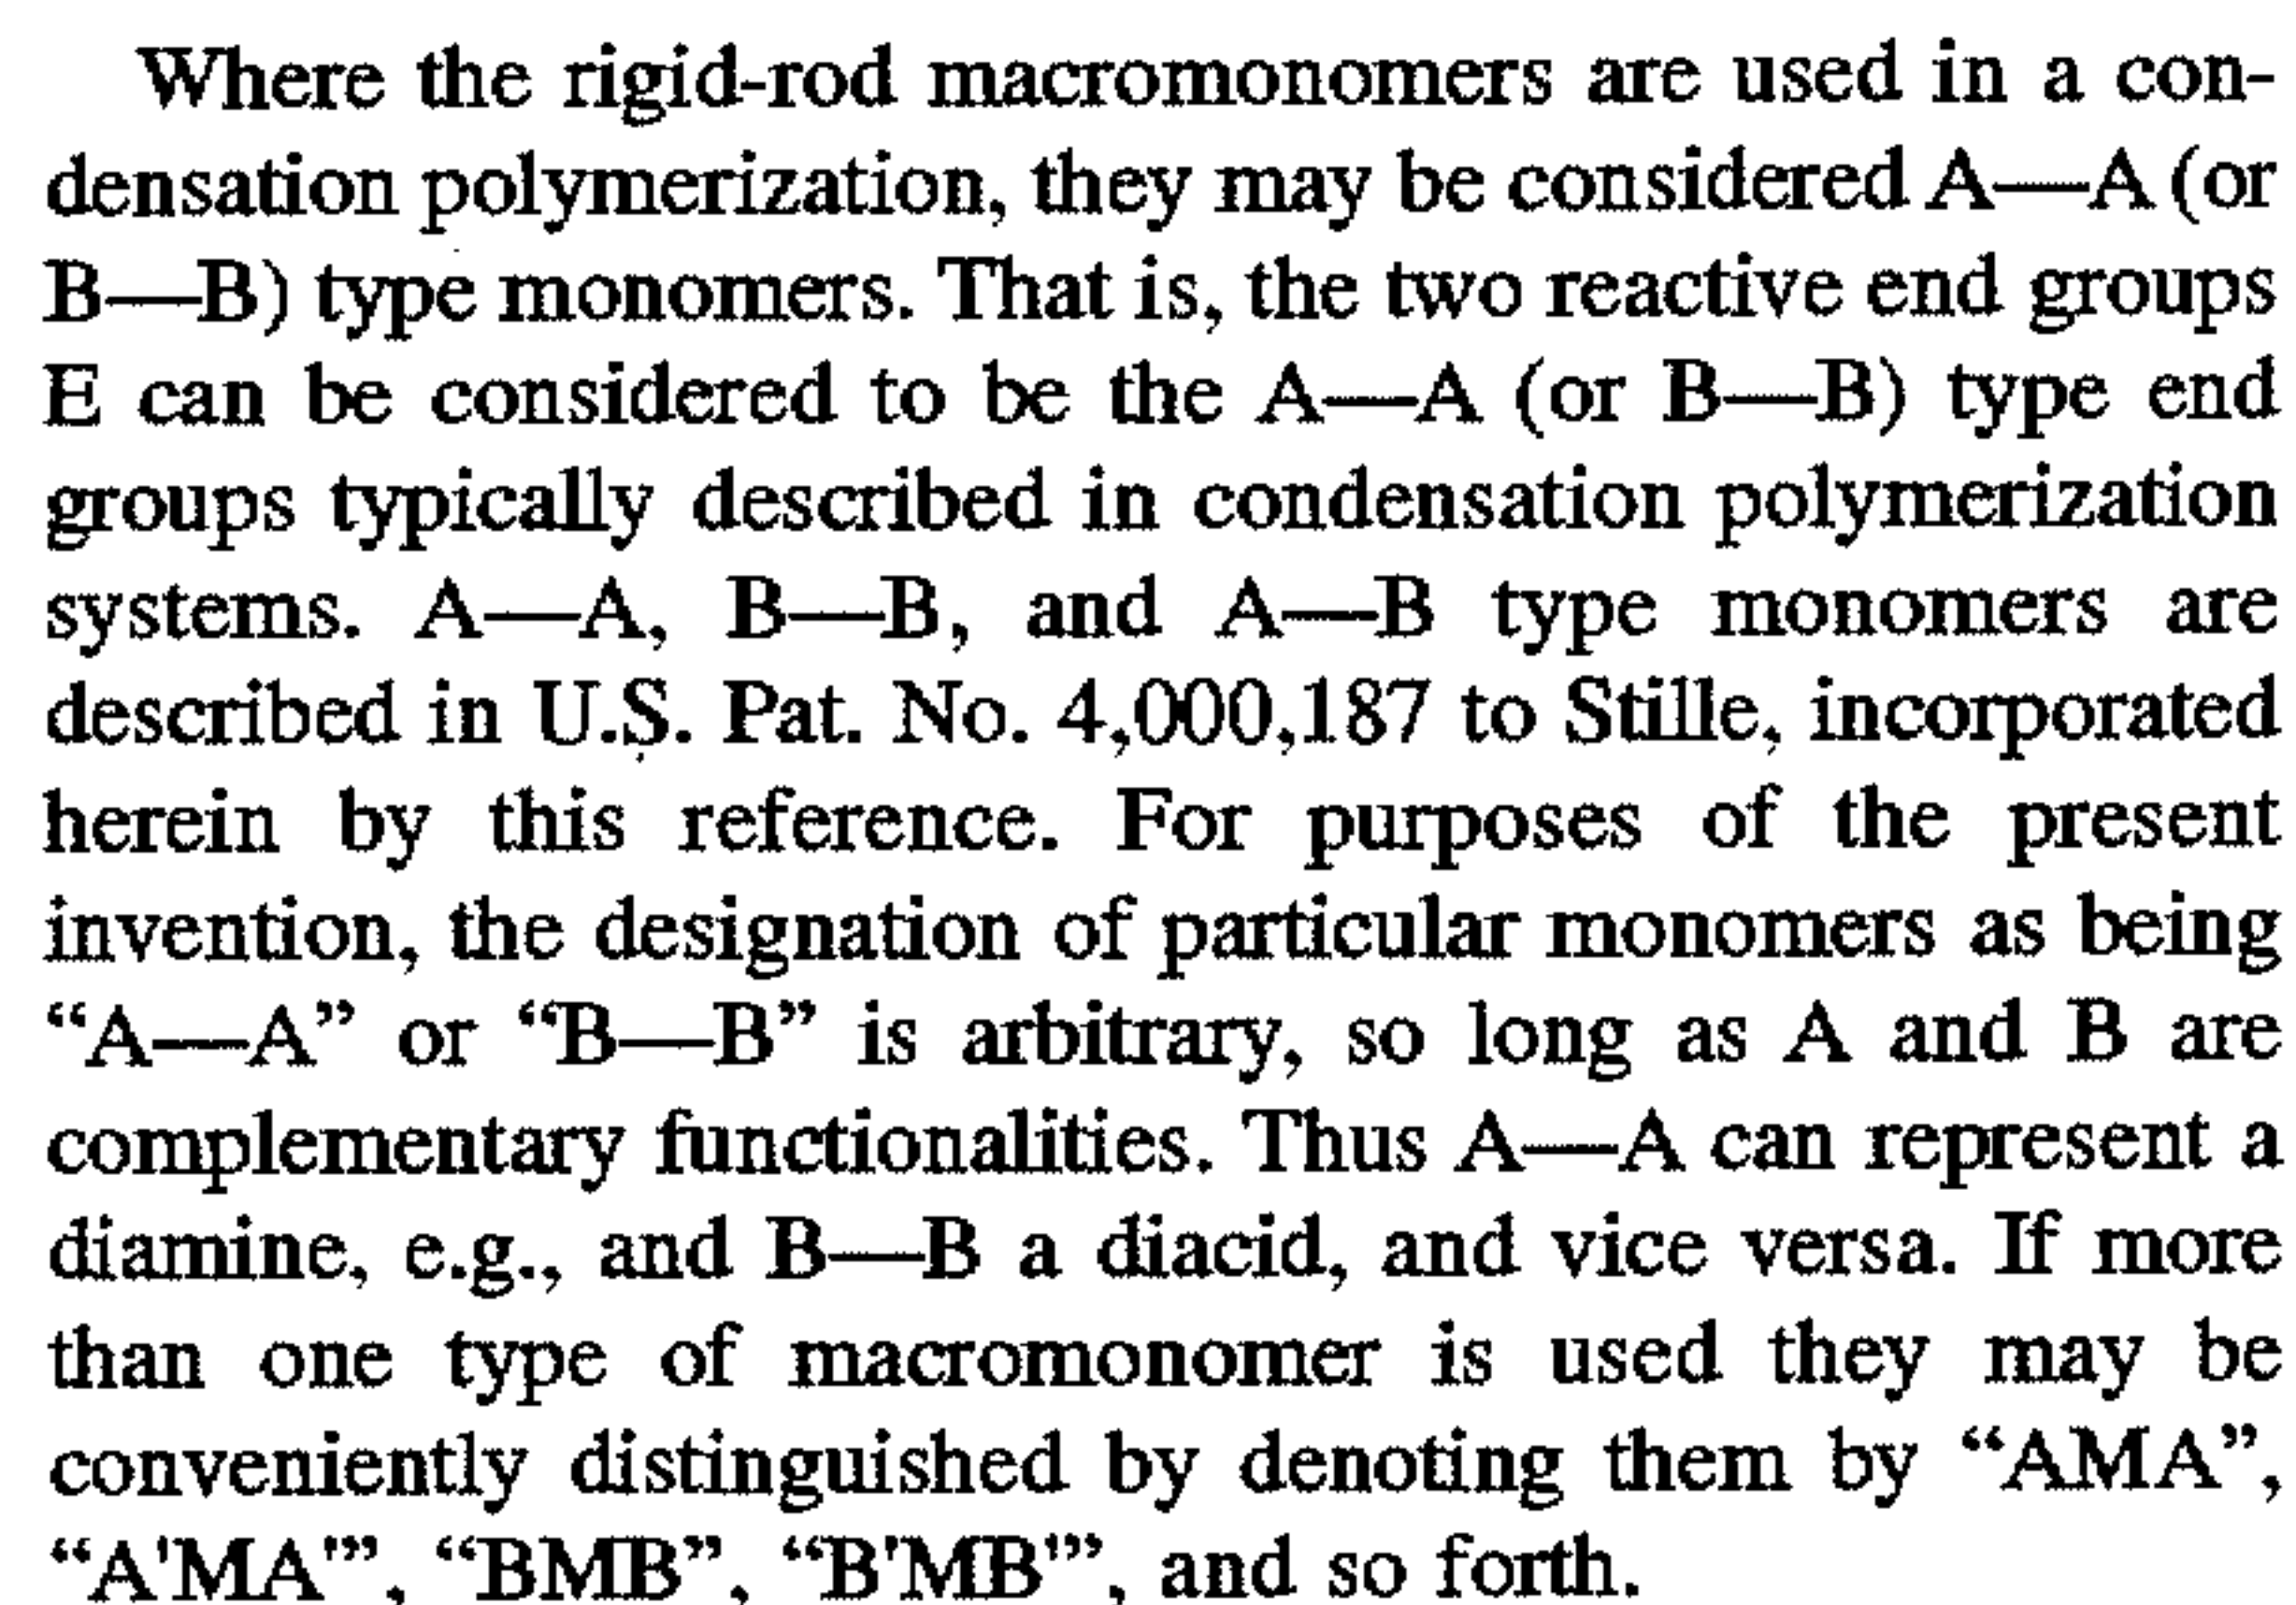 Where the rigid-rod macromonomers are used in a con-
densation polymerization, they may be considered A—A (or
B—B) type monomers. That is, the two reactive end groups
E can be considered to be the A—A (or B—B) type end
groups typically described in condensation polymerization
systems. A—A, B—B, and A—B type monomers are
described in U.S. Pat. No. 4,000,187 to Stille, incorporated
herein by this reference. For purposes of the present
invention, the designation of particular monomers as being
“A—A” or “B—B” is arbitrary, so long as A and B are
complementary functionalities. Thus A—A can represent a
diamine, e.g., and B—B a diacid, and vice versa. If more
than one type of macromonomer is used they may be
conveniently distinguished by denoting them by “AMA”,
“A'MA'”, “BMB”, “B'MB'”, and so forth.